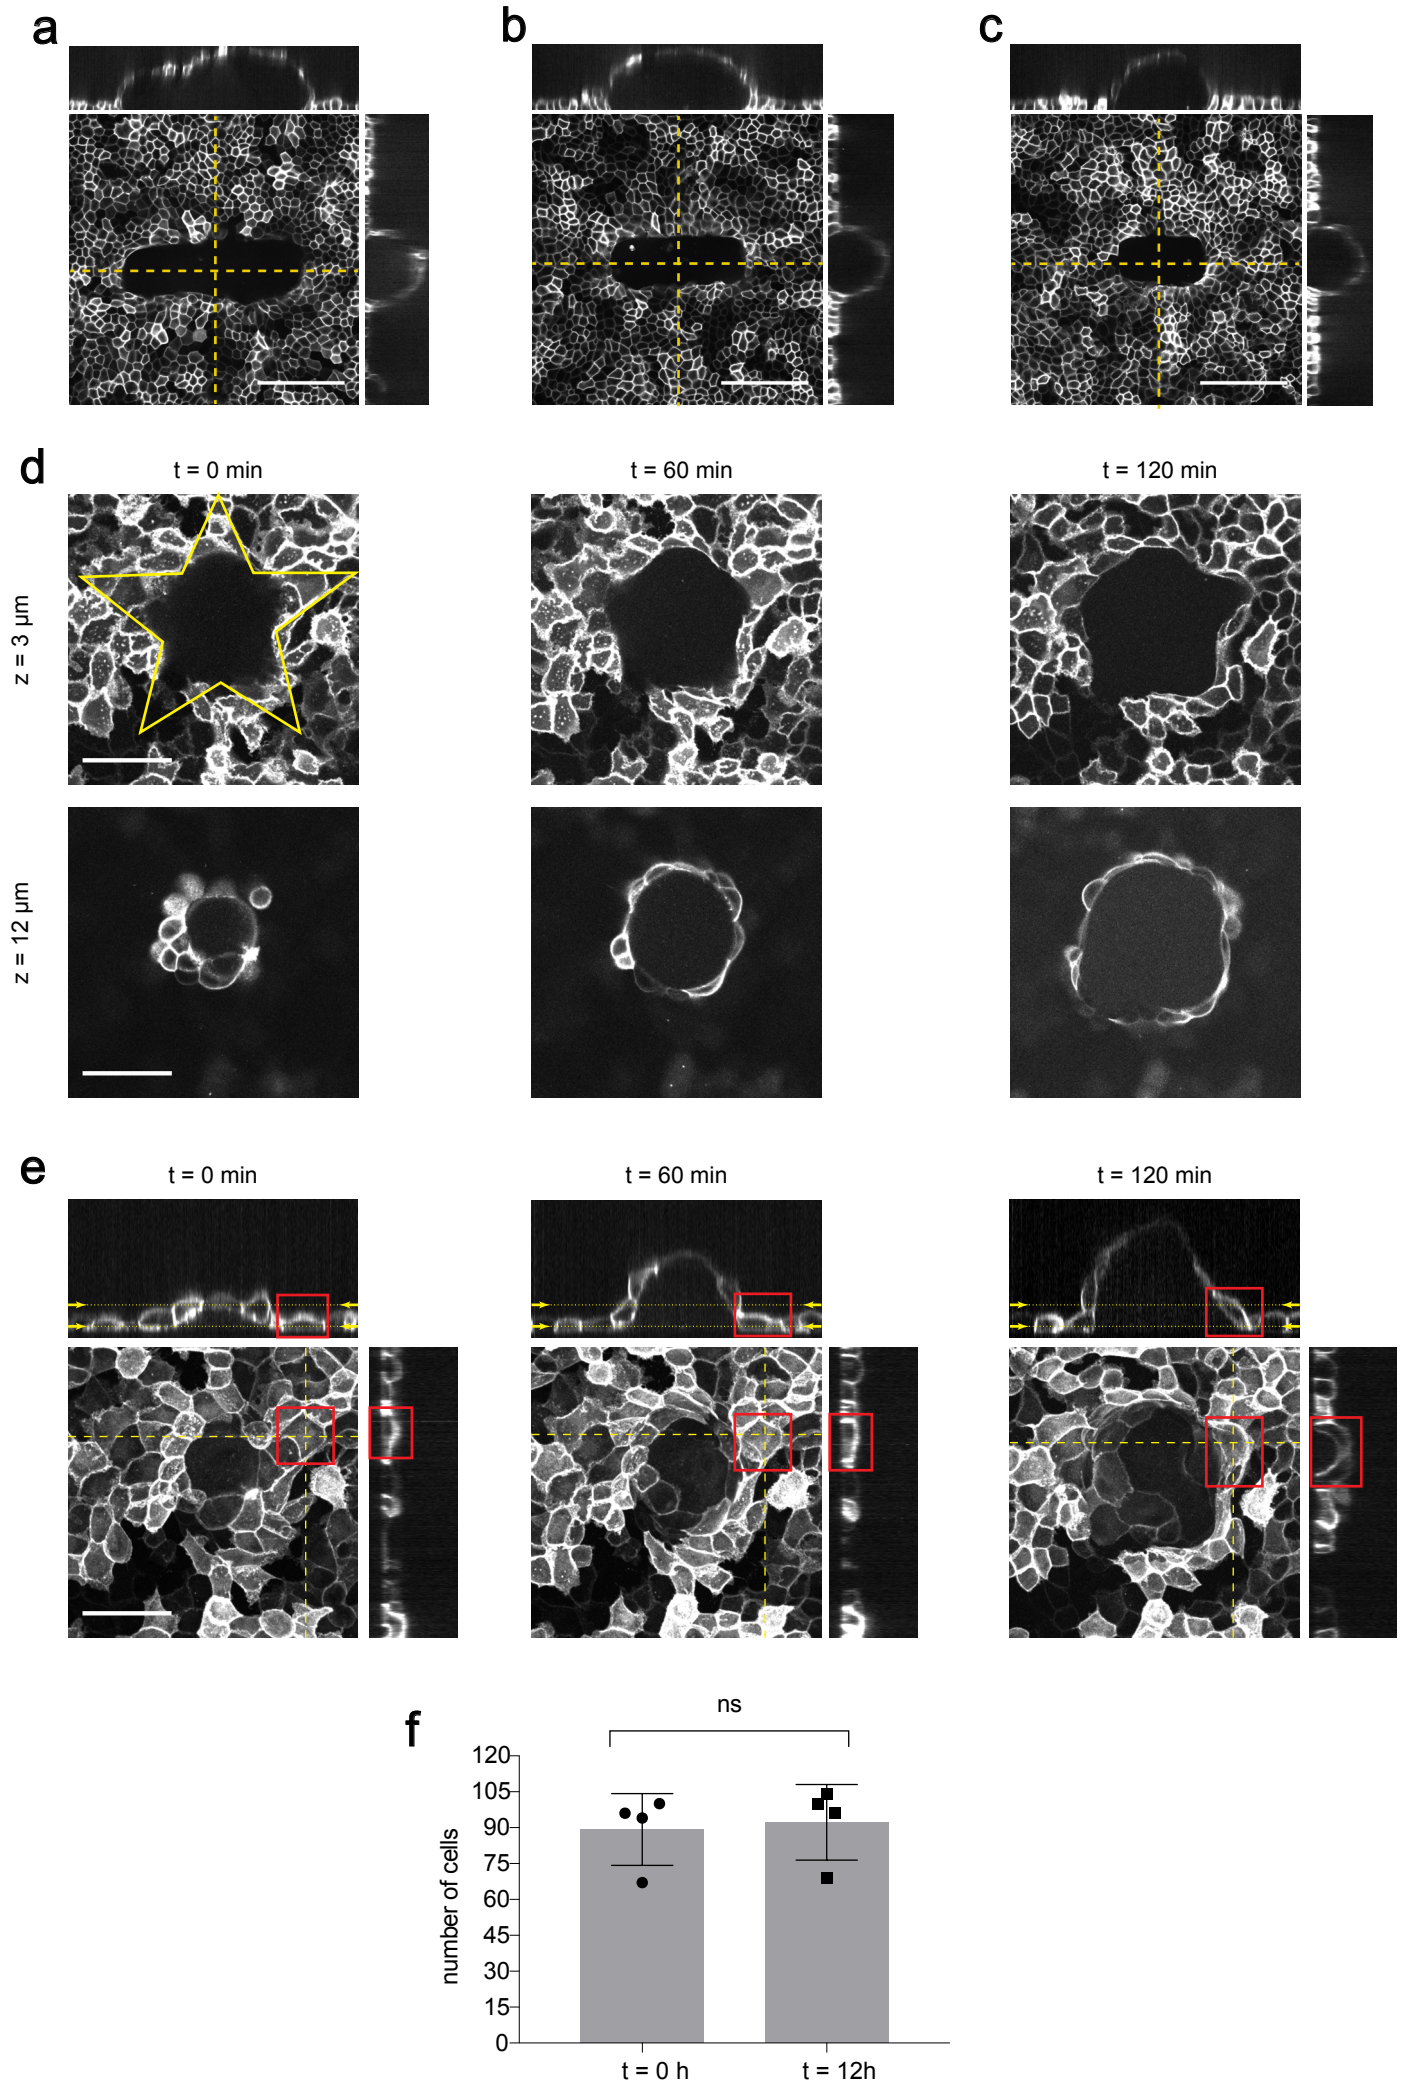 a b c
d
t = 0 min t = 60 min t = 120 min
z = 3 µm
z = 12 µm
e
t = 0 min t = 60 min t = 120 min
f
ns
120
105
90
75
60
45
30
15
0
number of cells
t = 0 h t = 12h